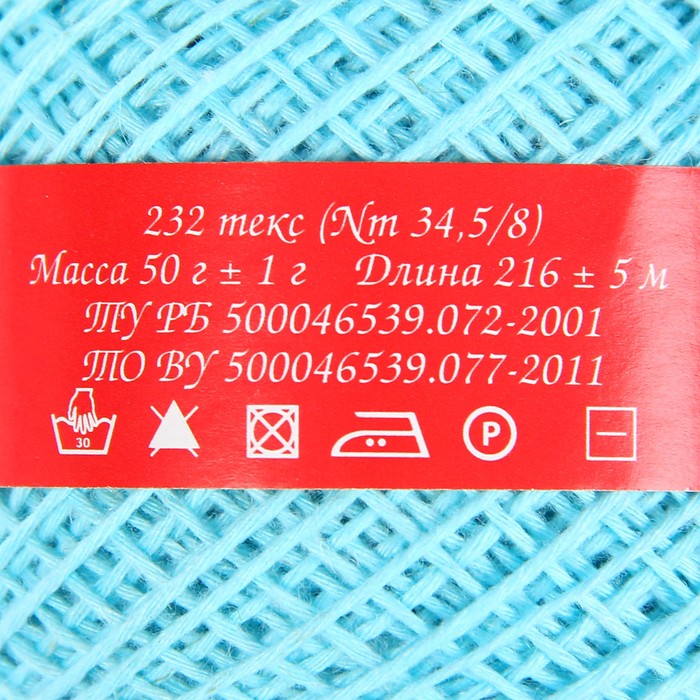 232 текс (Nm 34,5/8)
Масса 50 г ± 1 г Длина 216 ± 5 м
ТУ РБ 500046539.072-2001
ТО BY 500046539.077-2011
30 P